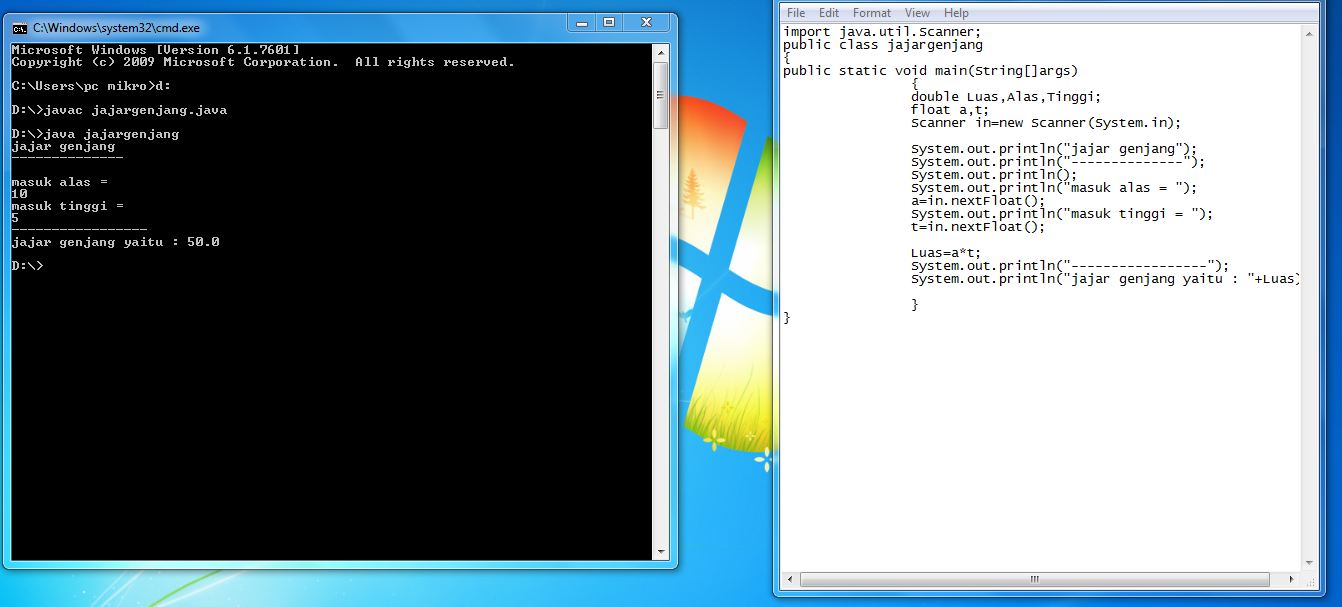 C:\Windows\system32\cmd.exe
Microsoft Windows [Version 6.1.7601]
Copyright (c) 2009 Microsoft Corporation.  All rights reserved.
C:\Users\pc mikro>d:
D:\>javac jajargenjang.java
D:\>java jajargenjang
jajar genjang
--------------
masuk alas =
10
masuk tinggi =
5
-----------------
jajar genjang yaitu : 50.0
D:\>
File Edit Format View Help
import java.util.Scanner;
public class jajargenjang
{
public static void main(String[]args)
{
double Luas,Alas,Tinggi;
float a,t;
Scanner in=new Scanner(System.in);
System.out.println("jajar genjang");
System.out.println("--------------");
System.out.println();
System.out.println("masuk alas = ");
a=in.nextFloat();
System.out.println("masuk tinggi = ");
t=in.nextFloat();
Luas=a*t;
System.out.println("-----------------");
System.out.println("jajar genjang yaitu : "+Luas)
}
}